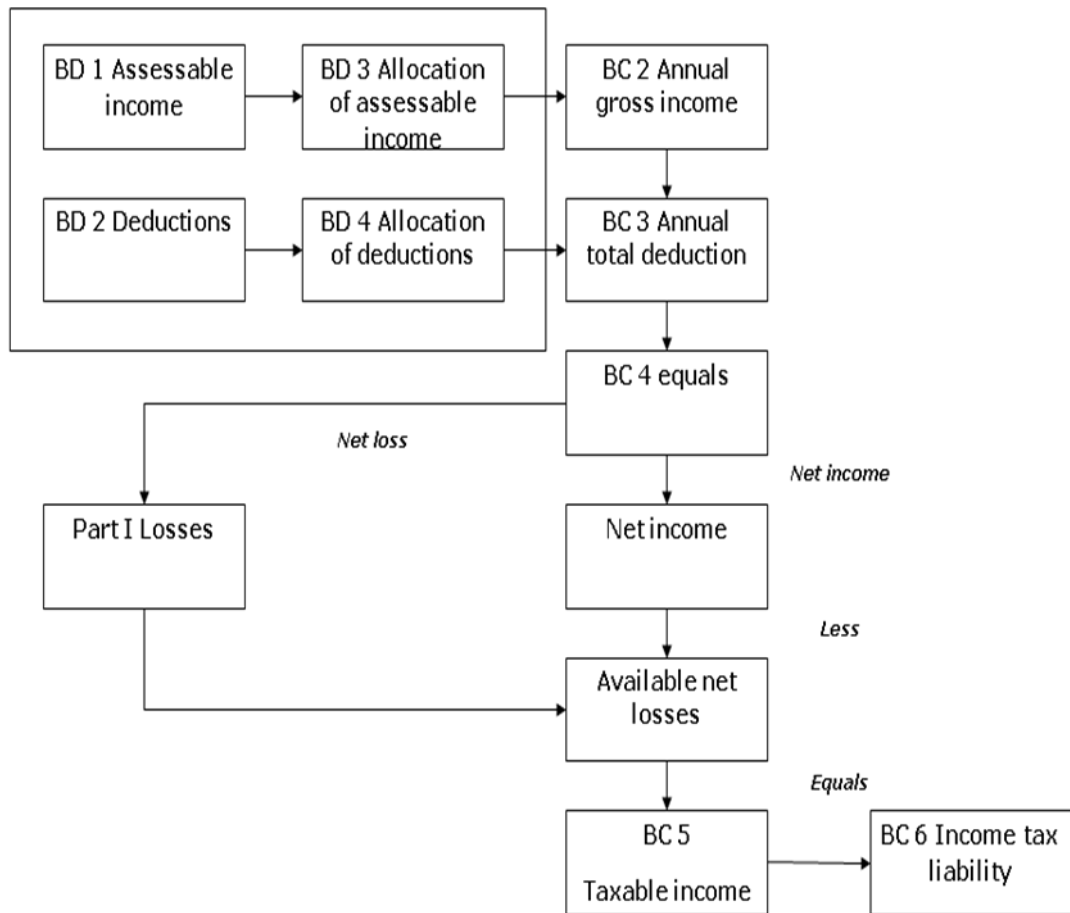 BD 1 Assessable
income
BD 3 Allocation
of assessable
income
BC 2 Annual
gross income
BD 2 Deductions
BD 4 Allocation
of deductions
BC 3 Annual
total deduction
BC 4 equals
Net loss
Net income
Part I Losses
Net income
Less
Available net
losses
Equals
BC 5
Taxable income
BC 6 Income tax
liability